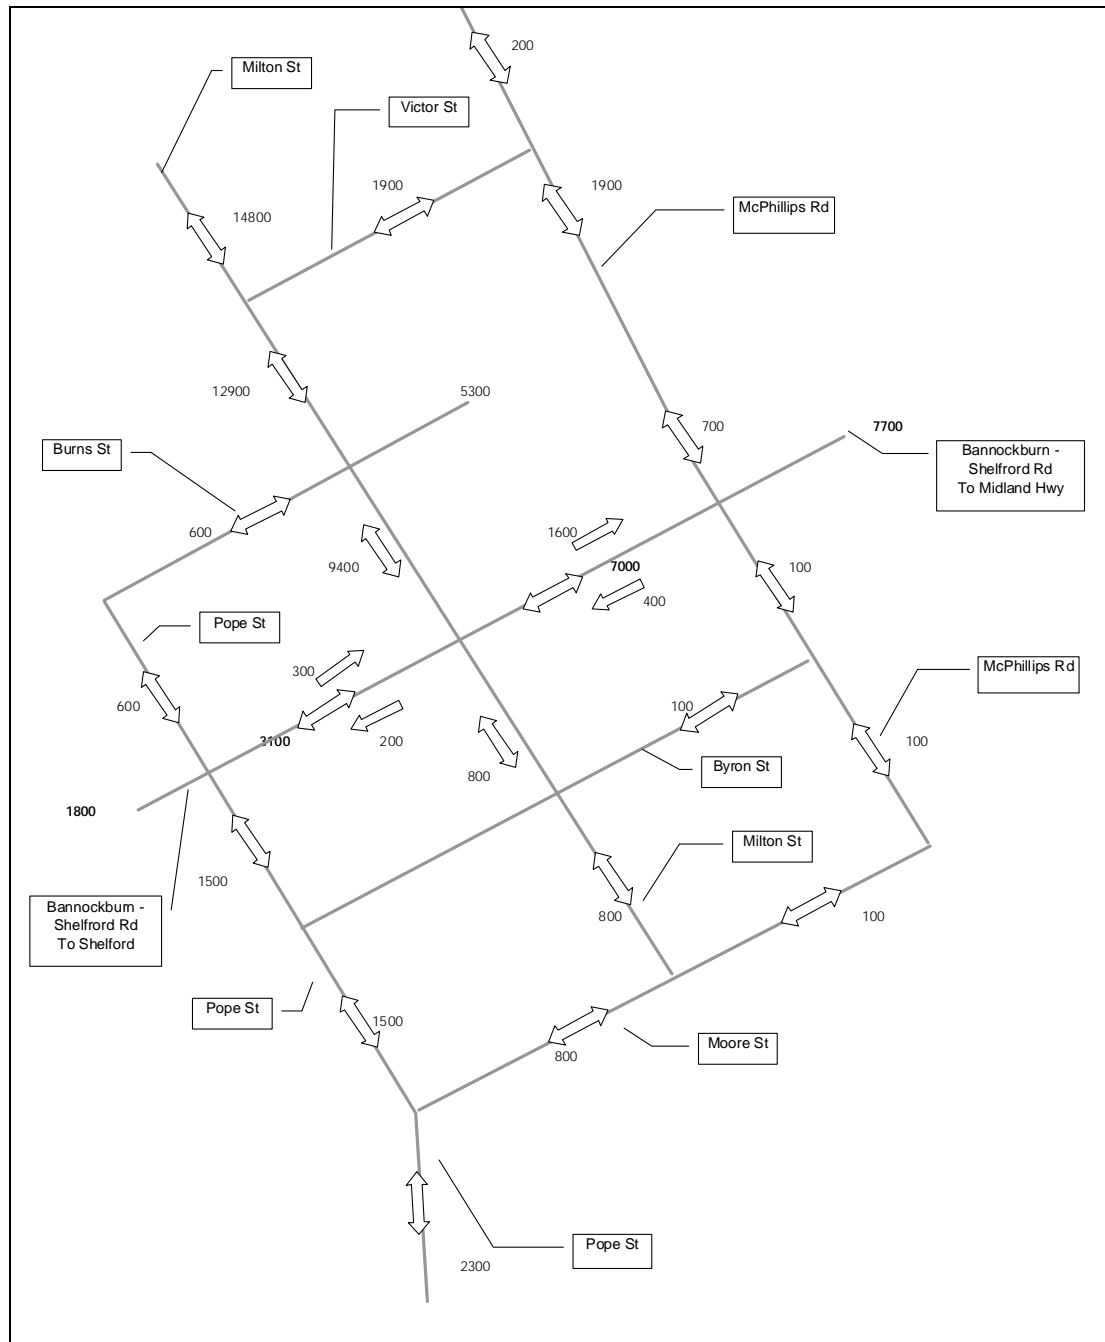 200
Milton St
Victor St
1900
1900
14800
McPhillips Rd
12900
5300
700
7700
Burns St
Bannockburn -
Shelfrord Rd
To Midland Hwy
600
1600
9400
7000
100
400
Pope St
300
McPhillips Rd
600
100
3100
200
100
800
Byron St
1800
Milton St
1500
Bannockburn -
Shelfrord Rd
To Shelford
800
100
Pope St
1500
Moore St
800
Pope St
2300